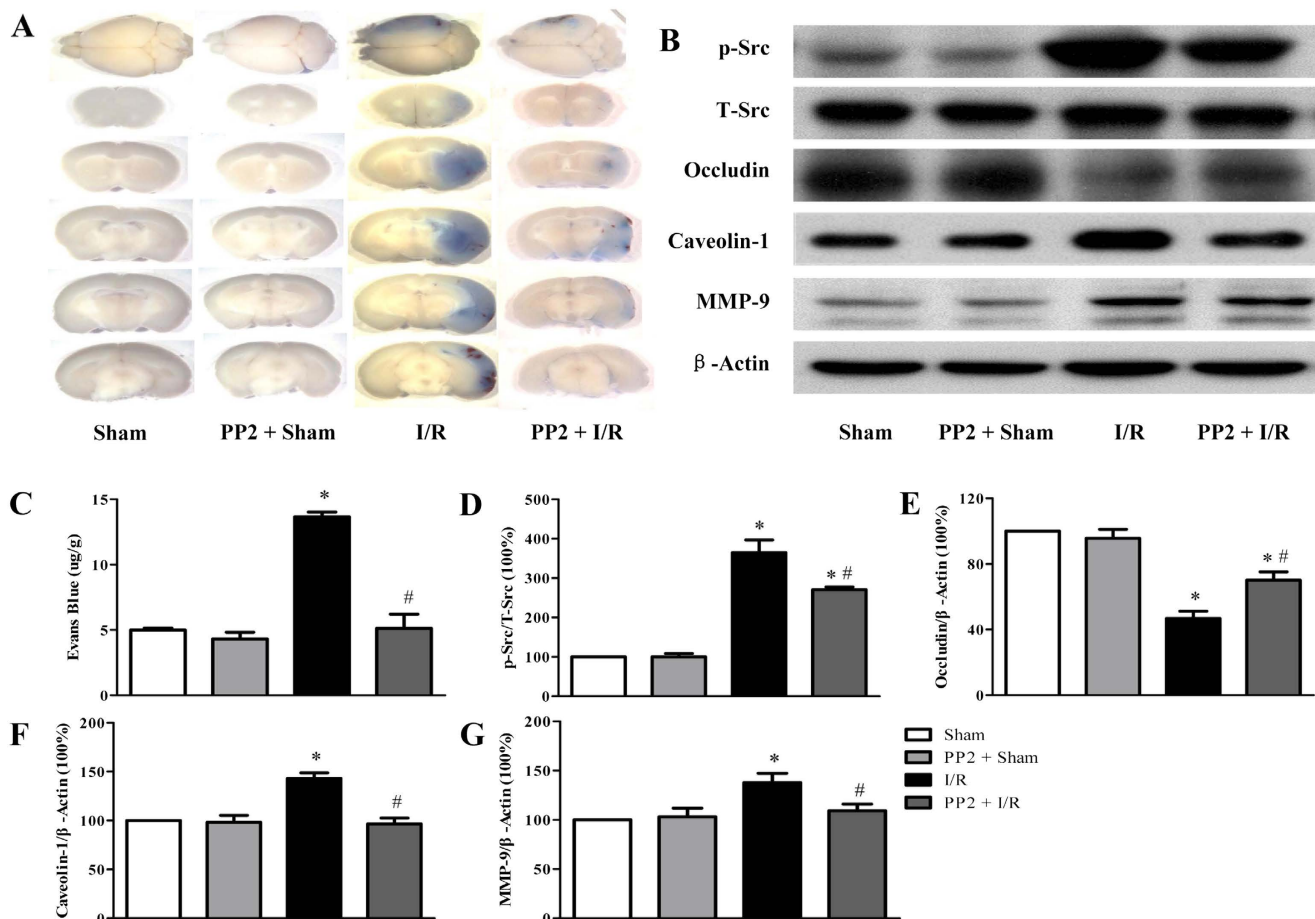 A
B
p-Src
T-Src
Occludin
Caveolin-1
MMP-9
β-Actin
Sham PP2 + Sham I/R PP2 + I/R
Sham PP2 + Sham I/R PP2 + I/R
C
Evans Blue (ug/g)
15
10
5
0
*
#
D
p-Src/T-Src (100%)
500
400
300
200
100
0
*
* #
E
Occludin/β-Actin (100%)
120
80
40
0
*
* #
F
Caveolin-1/β-Actin (100%)
200
150
100
50
0
*
#
G
MMP-9/β-Actin (100%)
200
150
100
50
0
*
#
Sham
PP2 + Sham
I/R
PP2 + I/R